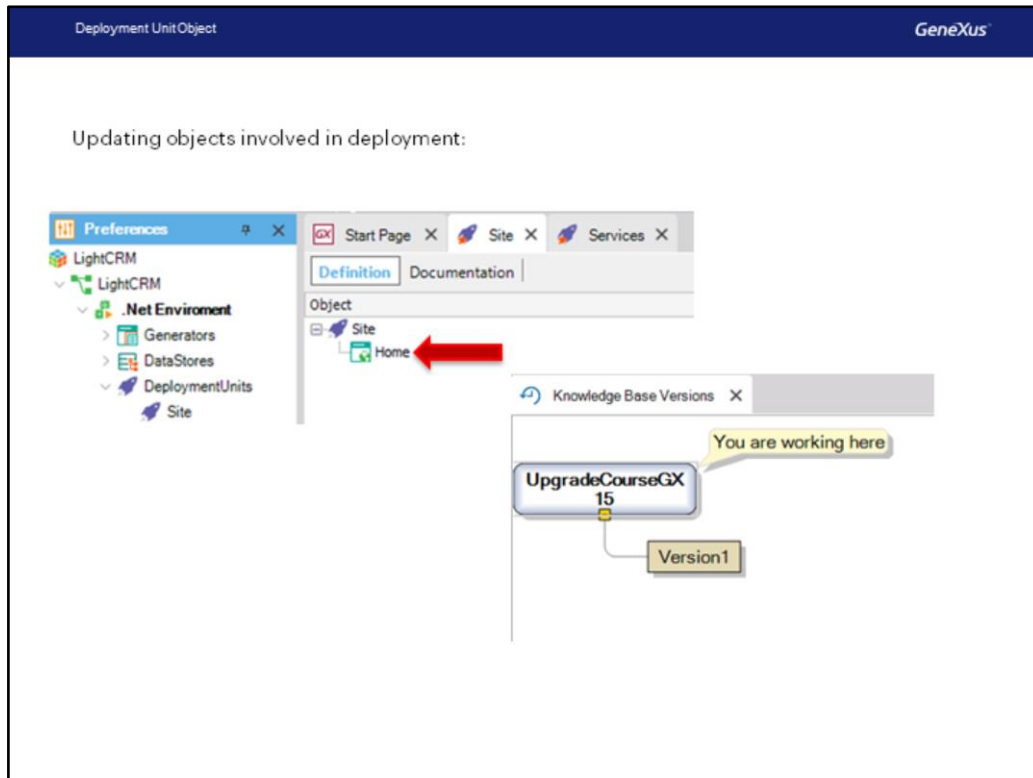 Deployment Unit Object
GeneXus
Updating objects involved in deployment:
Preferences
LightCRM
LightCRM
.Net Enviroment
Generators
DataStores
DeploymentUnits
Site
GX Start Page
Site
Services
Definition
Documentation
Object
Site
Home
Knowledge Base Versions
You are working here
UpgradeCourseGX
15
Version1